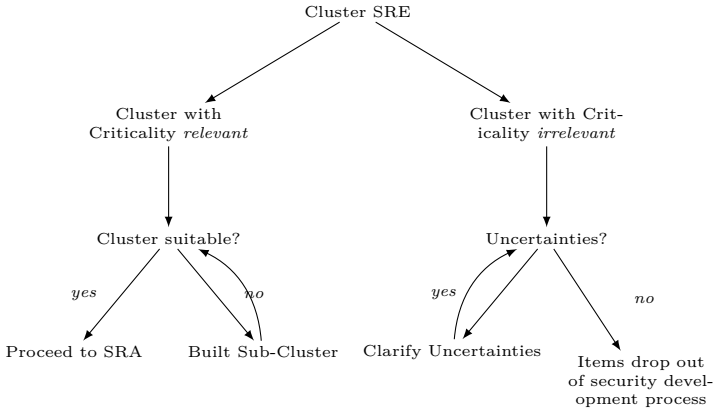 Cluster SRE
Cluster with
Criticality relevant
Cluster with Crit-
icality irrelevant
Cluster suitable?
Uncertainties?
yes
no
yes
no
Proceed to SRA
Built Sub-Cluster
Clarify Uncertainties
Items drop out
of security devel-
opment process